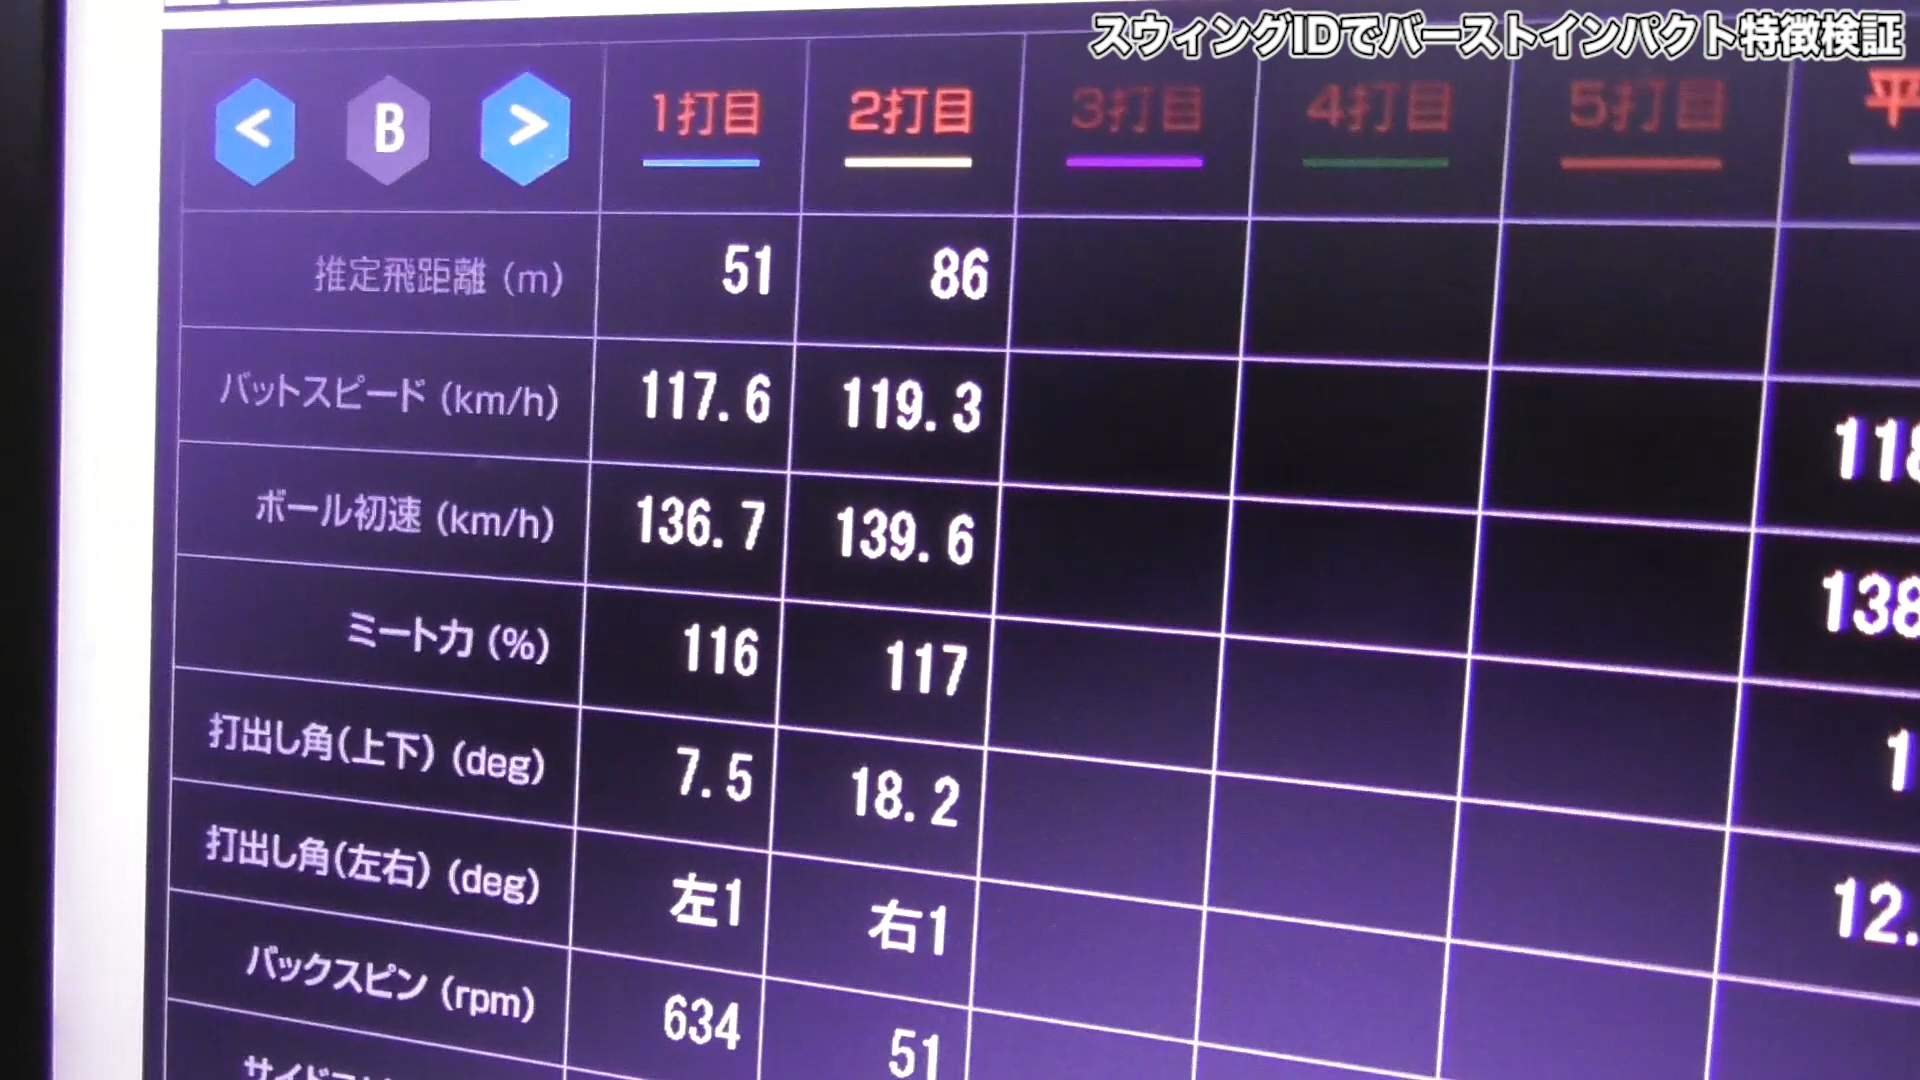 スウィングIDでバーストインパクト特徴検証
< B > 1打目 2打目 3打目 4打目 5打目 平
推定飛距離 (m) 51 86
バットスピード (km/h) 117.6 119.3 118
ボール初速 (km/h) 136.7 139.6 138
ミート力 (%) 116 117 1
打出し角(上下) (deg) 7.5 18.2 12.
打出し角(左右) (deg) 左1 右1
バックスピン (rpm) 634 51